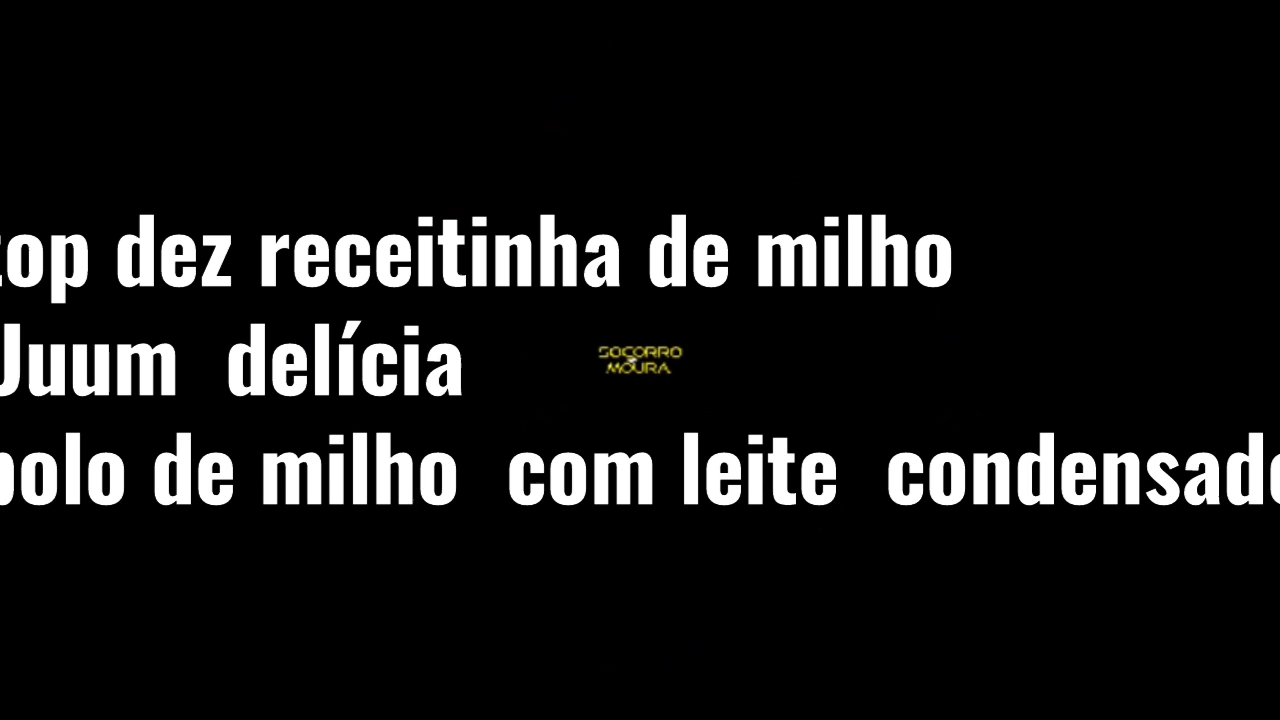 top dez receitinha de milho
Juum delícia
SOCORRO
MOURA
bolo de milho com leite condensado